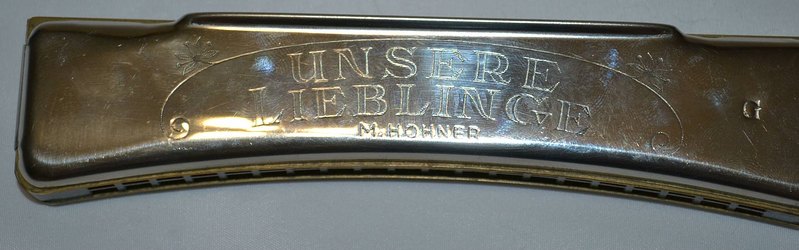 UNSERE
LIEBLINGE
M. HOHNER
G